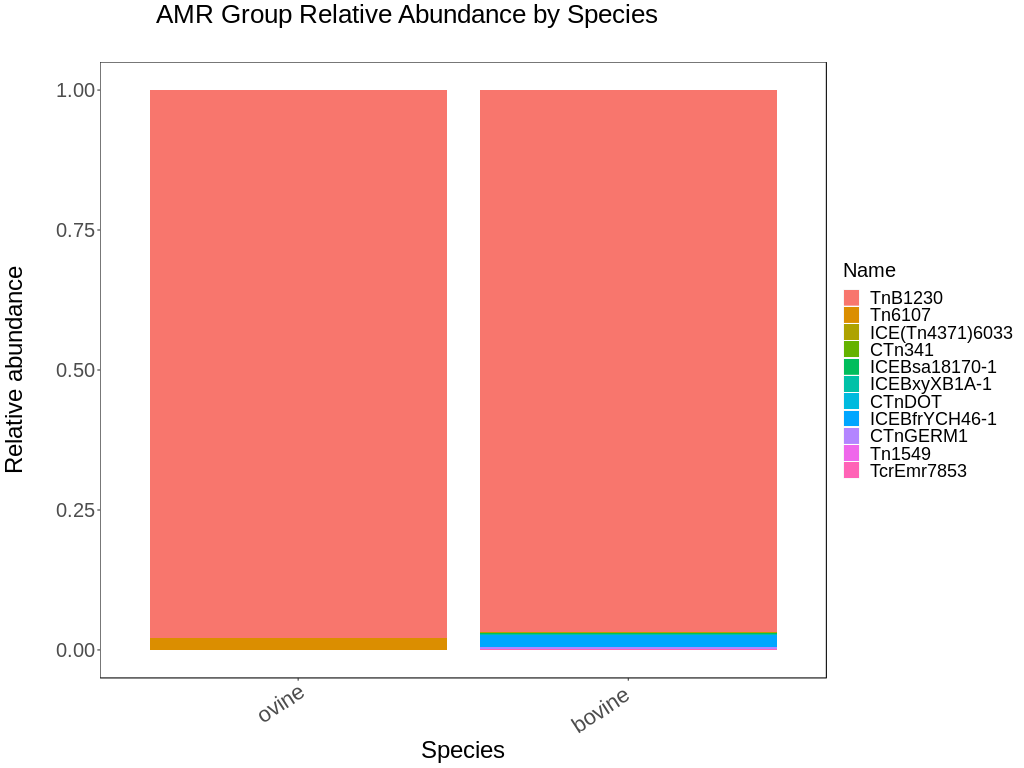 AMR Group Relative Abundance by Species
1.00
0.75
0.50
0.25
0.00
Relative abundance
ovine
bovine
Species
Name
TnB1230
Tn6107
ICE(Tn4371)6033
CTn341
ICEBsa18170-1
ICEBxyXB1A-1
CTnDOT
ICEBfrYCH46-1
CTnGERM1
Tn1549
TcrEmr7853